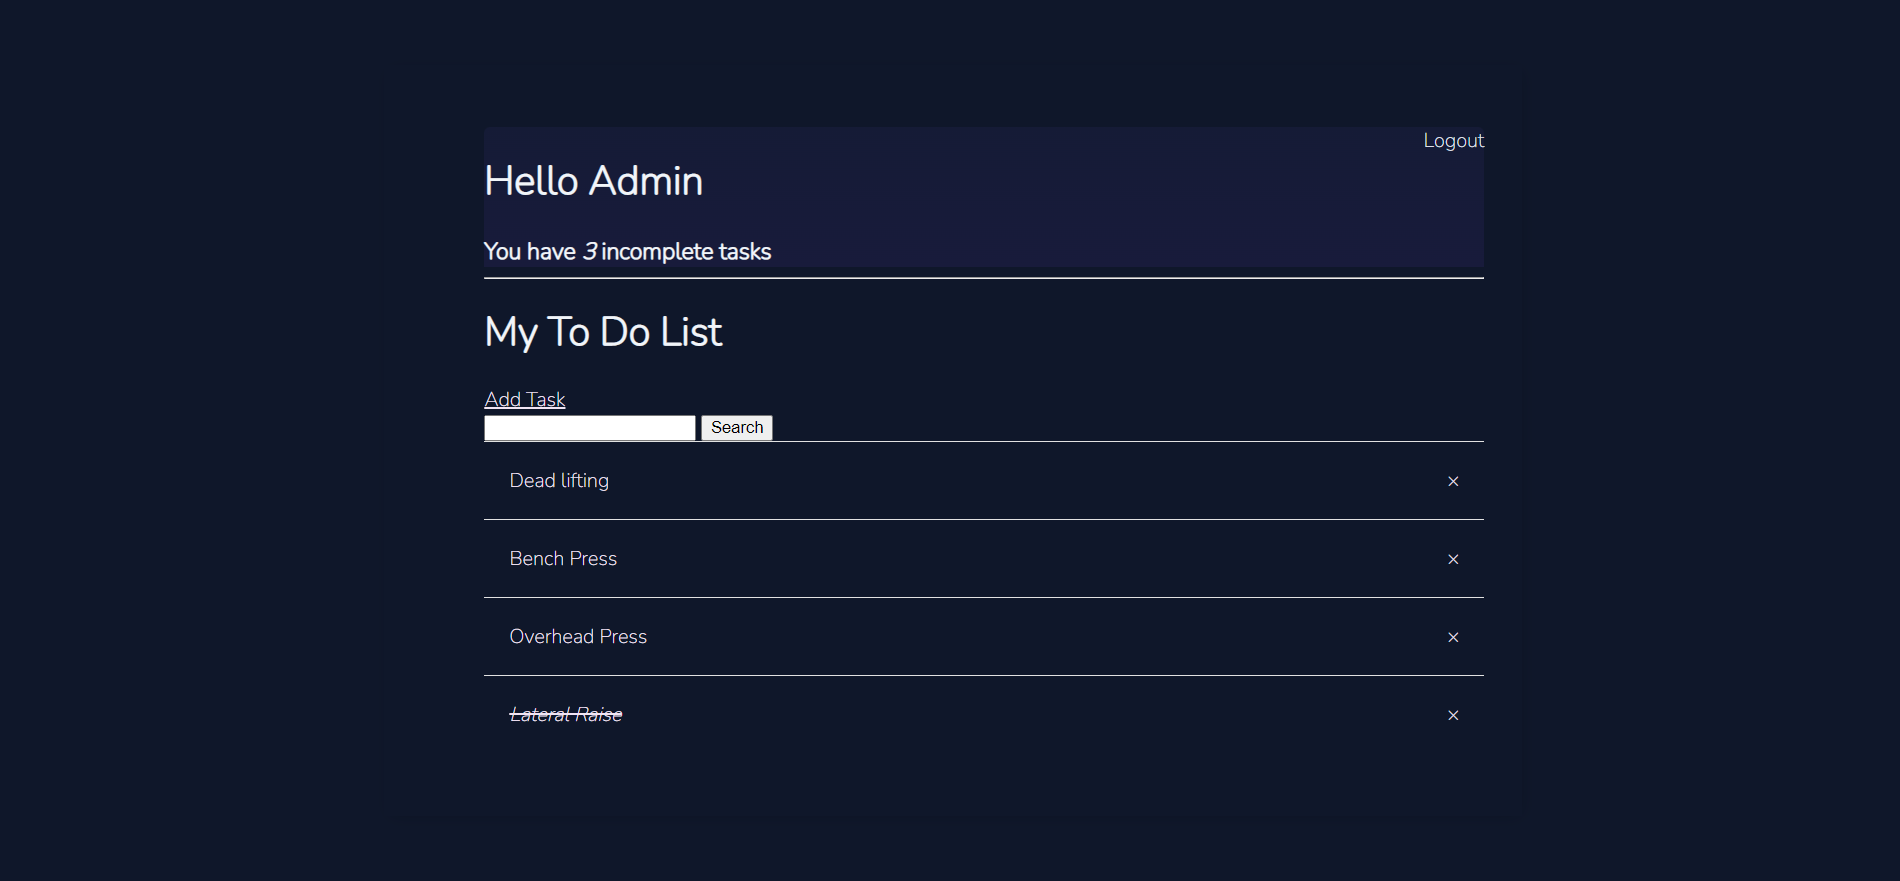 Logout
Hello Admin
You have 3 incomplete tasks
My To Do List
Add Task
Search
Dead lifting ×
Bench Press ×
Overhead Press ×
Lateral Raise ×